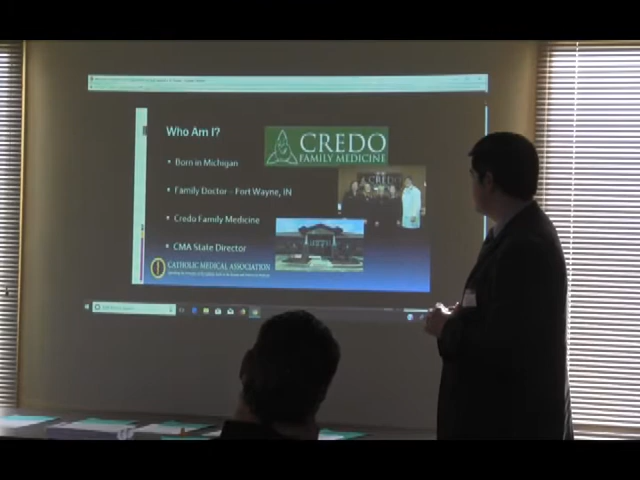 Who Am I?
CREDO
FAMILY MEDICINE
Born in Michigan
Family Doctor – Fort Wayne, IN
CREDO
Credo Family Medicine
CMA State Director
CATHOLIC MEDICAL ASSOCIATION